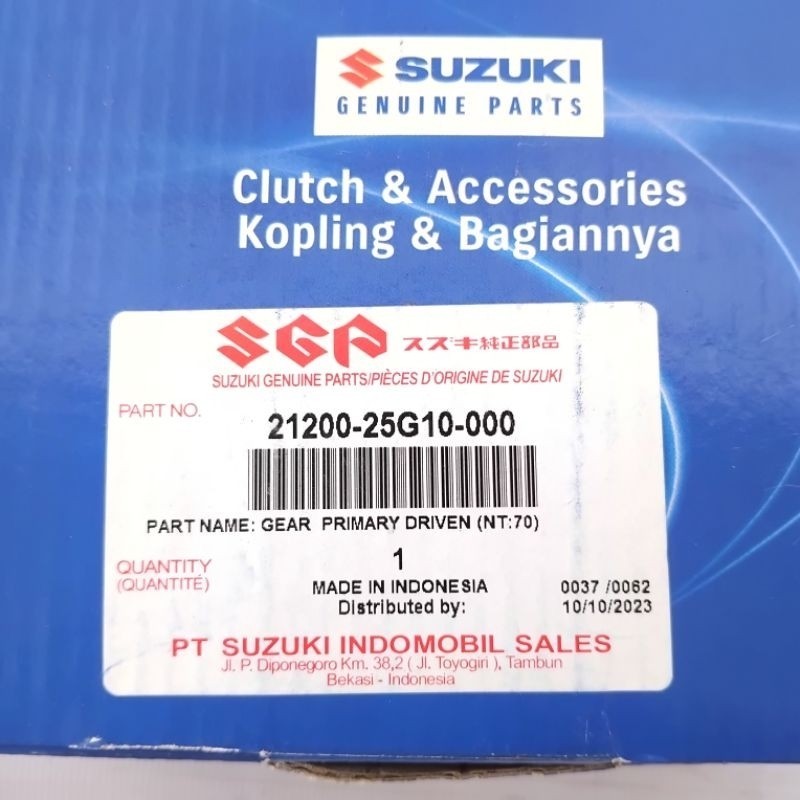 SUZUKI
GENUINE PARTS
Clutch & Accessories
Kopling & Bagiannya
SGP スズキ純正部品
SUZUKI GENUINE PARTS/PIÈCES D'ORIGINE DE SUZUKI
PART NO. 21200-25G10-000
PART NAME: GEAR PRIMARY DRIVEN (NT:70)
QUANTITY 1
(QUANTITÉ)
MADE IN INDONESIA 0037 /0062
Distributed by: 10/10/2023
PT SUZUKI INDOMOBIL SALES
Jl. P. Diponegoro Km. 38,2 ( Jl. Toyogiri ), Tambun
Bekasi - Indonesia